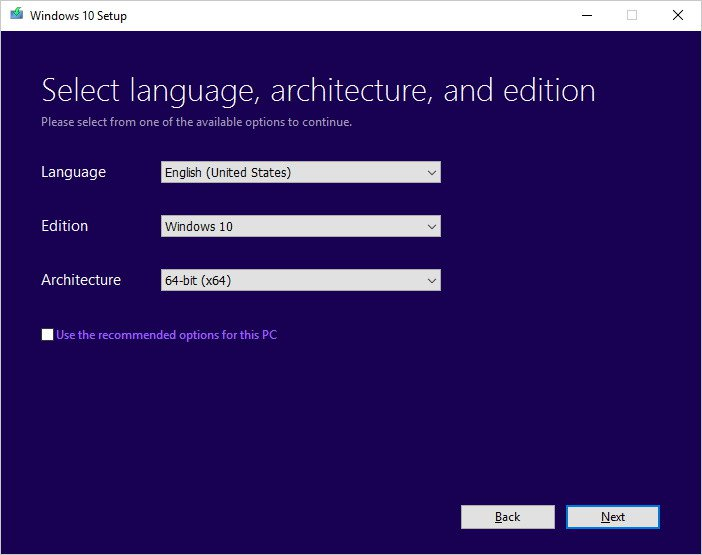 Windows 10 Setup
Select language, architecture, and edition
Please select from one of the available options to continue.
Language English (United States)
Edition Windows 10
Architecture 64-bit (x64)
Use the recommended options for this PC
Back Next